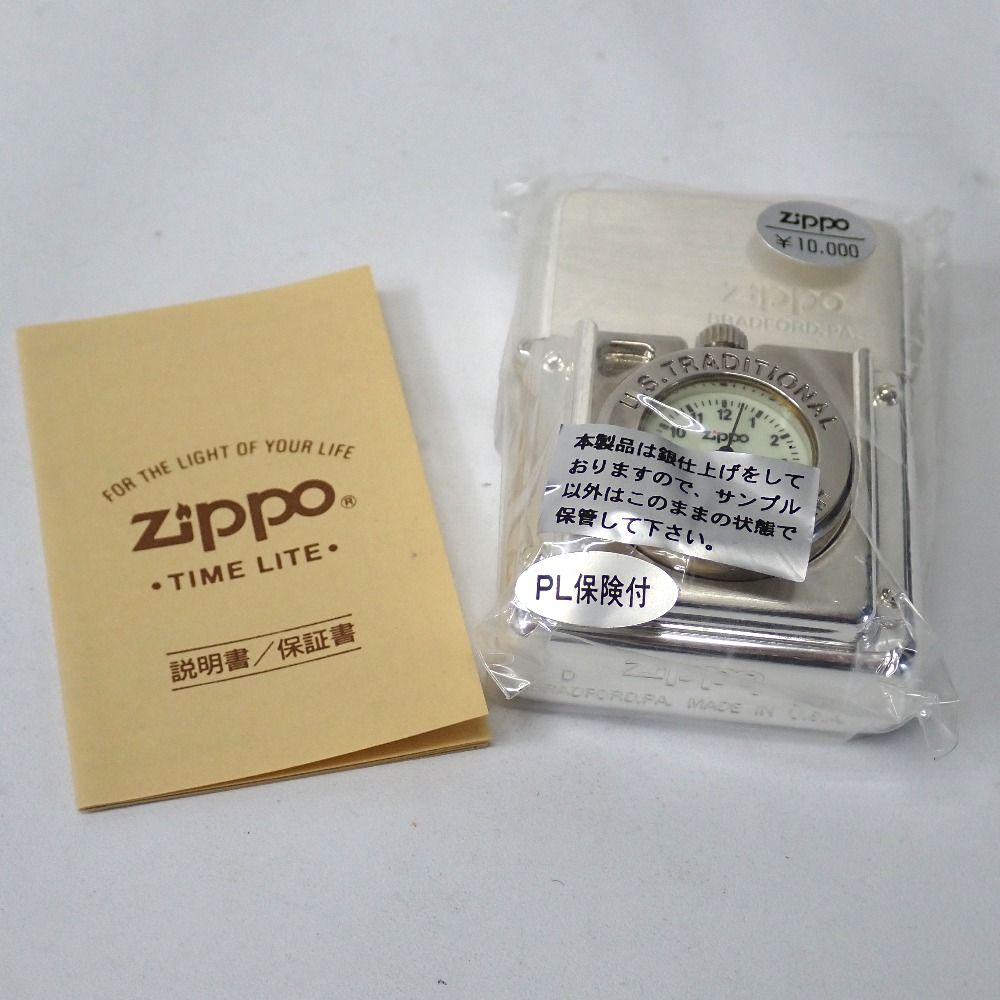 FOR THE LIGHT OF YOUR LIFE
Zippo®
• TIME LITE •
説明書／保証書
Zippo
¥10.000
Zippo
BRADFORD, PA.
U.S. TRADITIONAL
10 11 12 1 2
Zippo
本製品は銀仕上げをして
おりますので、サンプル
以外はこのままの状態で
保管して下さい。
PL保険付
Zippo
D BRADFORD, PA. MADE IN U.S.A.